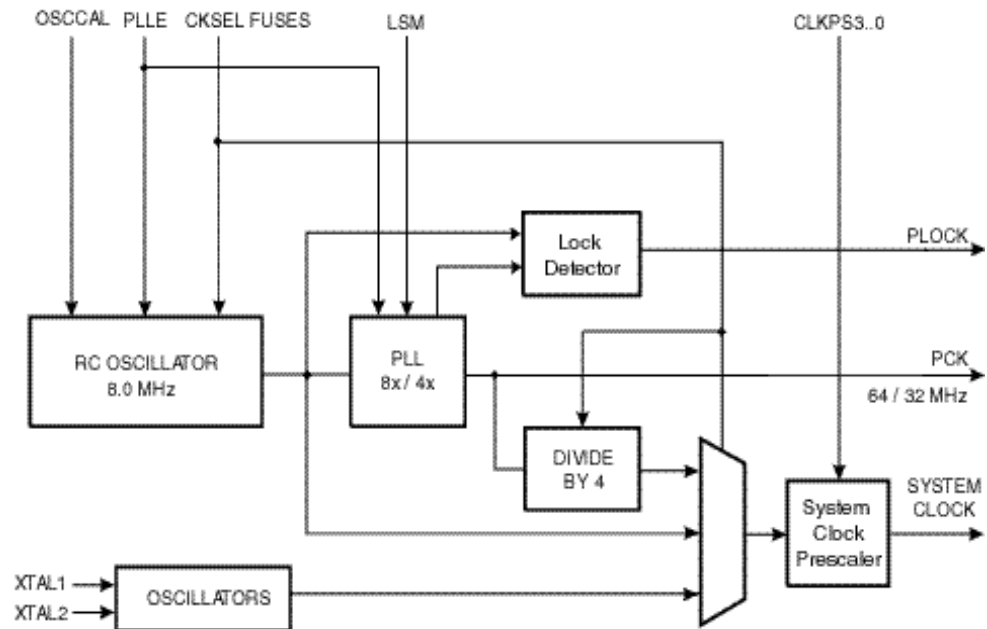 OSCCAL
PLLE
CKSEL FUSES
LSM
CLKPS3..0
Lock
Detector
PLOCK
RC OSCILLATOR
8.0 MHz
PLL
8x / 4x
PCK
64 / 32 MHz
DIVIDE
BY 4
System
Clock
Prescaler
SYSTEM
CLOCK
XTAL1
XTAL2
OSCILLATORS